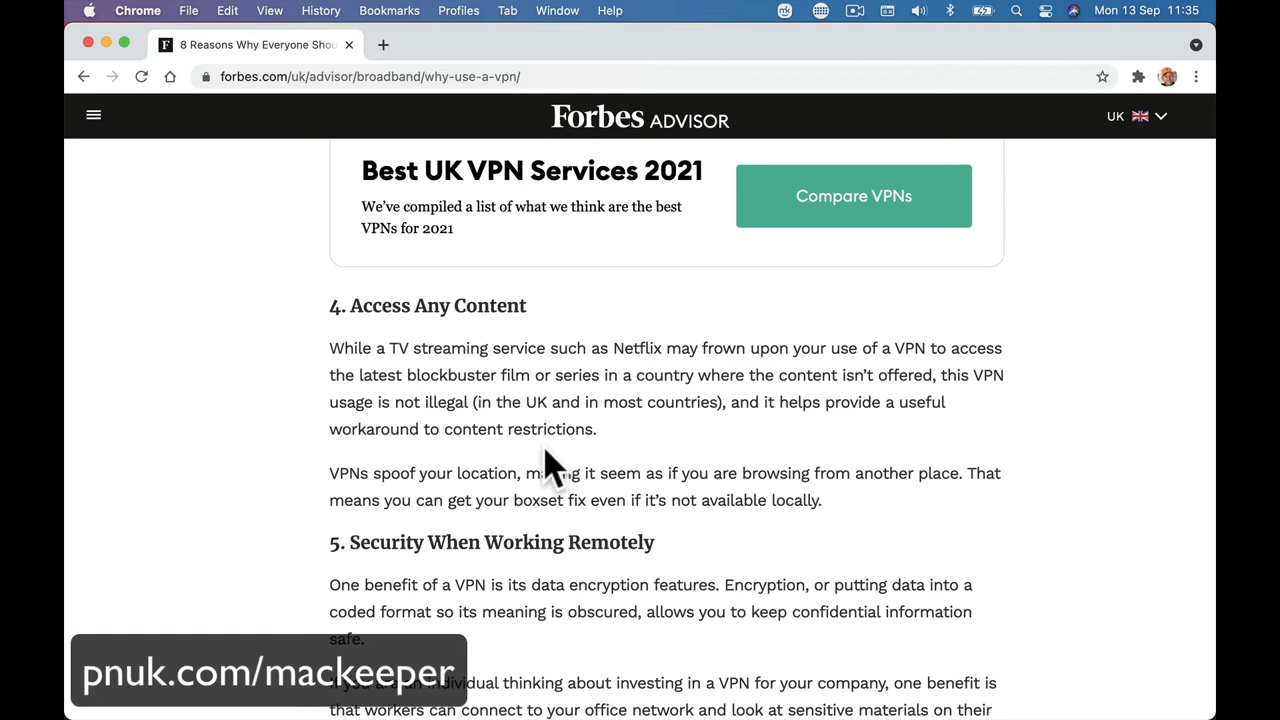 Chrome File Edit View History Bookmarks Profiles Tab Window Help Mon 13 Sep 11:35
8 Reasons Why Everyone Shou
forbes.com/uk/advisor/broadband/why-use-a-vpn/
Forbes ADVISOR
UK
Best UK VPN Services 2021
We’ve compiled a list of what we think are the best
VPNs for 2021
Compare VPNs
4. Access Any Content
While a TV streaming service such as Netflix may frown upon your use of a VPN to access
the latest blockbuster film or series in a country where the content isn’t offered, this VPN
usage is not illegal (in the UK and in most countries), and it helps provide a useful
workaround to content restrictions.
VPNs spoof your location, making it seem as if you are browsing from another place. That
means you can get your boxset fix even if it’s not available locally.
5. Security When Working Remotely
One benefit of a VPN is its data encryption features. Encryption, or putting data into a
coded format so its meaning is obscured, allows you to keep confidential information
safe.
pnuk.com/mackeeper
If you are an individual thinking about investing in a VPN for your company, one benefit is
that workers can connect to your office network and look at sensitive materials on their